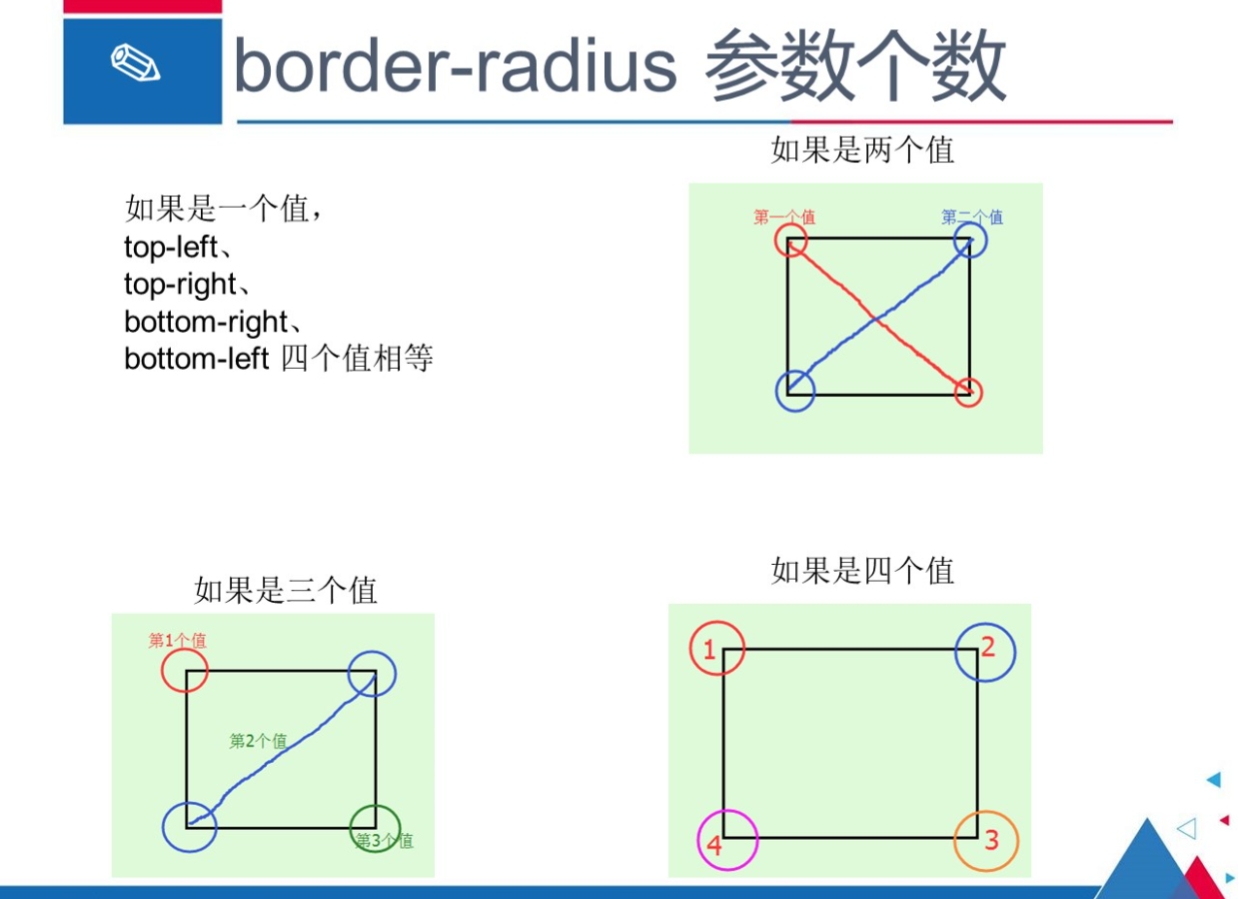 border-radius 参数个数
如果是一个值，
top-left、
top-right、
bottom-right、
bottom-left 四个值相等
如果是两个值
第一个值
第二个值
如果是三个值
第1个值
第2个值
第3个值
如果是四个值
1
2
4
3